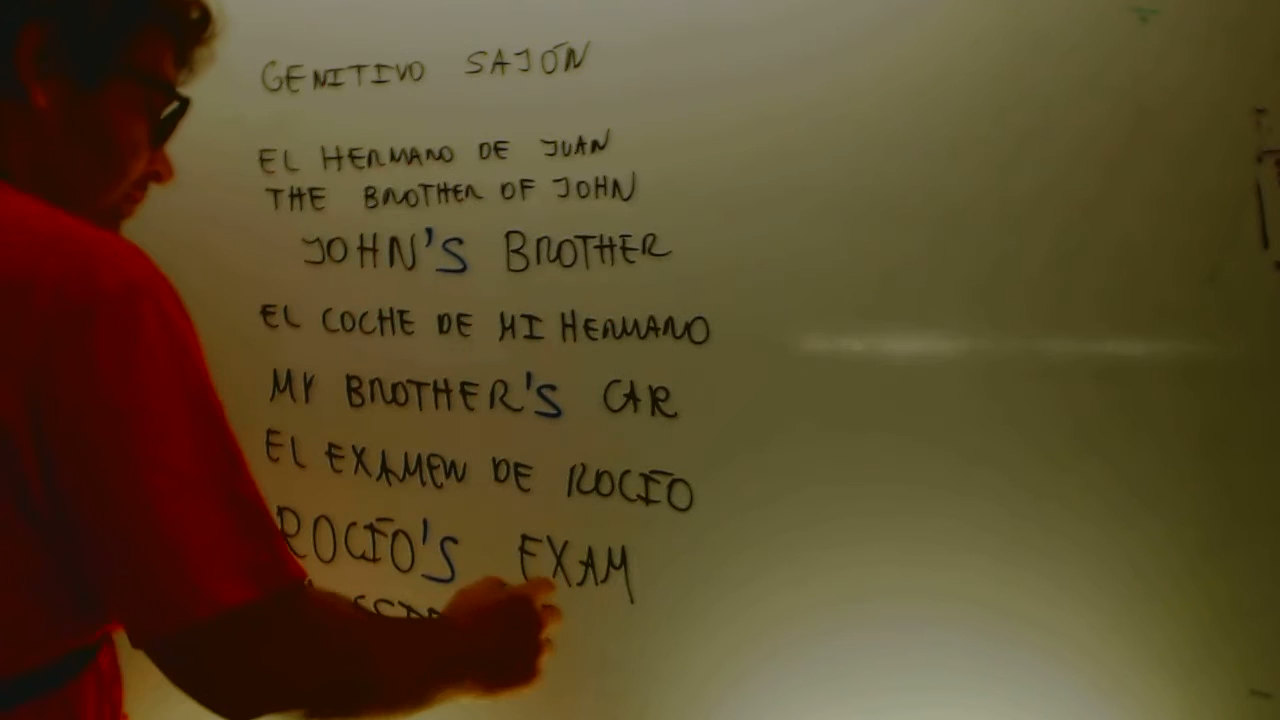 GENITIVO SAJÓN
EL HERMANO DE JUAN
THE BROTHER OF JOHN
JOHN'S BROTHER
EL COCHE DE MI HERMANO
MY BROTHER'S CAR
EL EXAMEN DE ROCÍO
ROCÍO'S EXAM